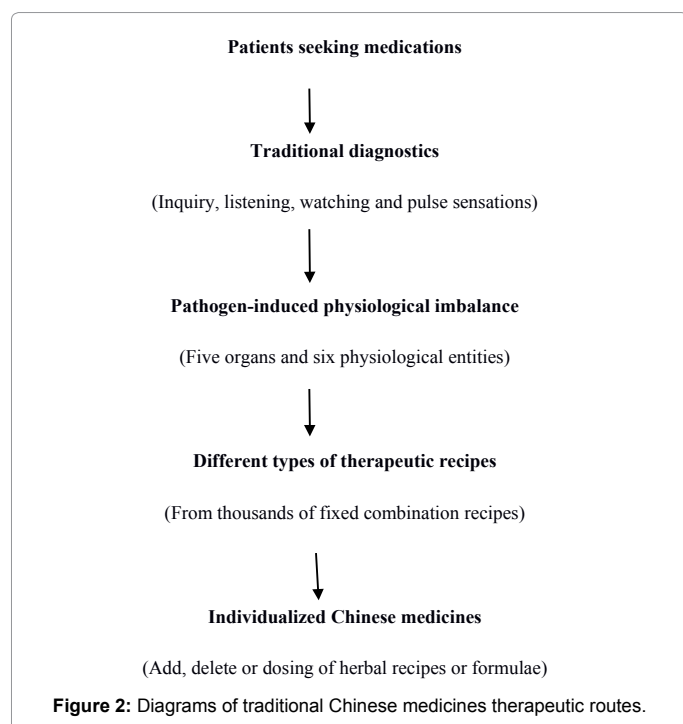 Patients seeking medications
Traditional diagnostics
(Inquiry, listening, watching and pulse sensations)
Pathogen-induced physiological imbalance
(Five organs and six physiological entities)
Different types of therapeutic recipes
(From thousands of fixed combination recipes)
Individualized Chinese medicines
(Add, delete or dosing of herbal recipes or formulae)
Figure 2: Diagrams of traditional Chinese medicines therapeutic routes.